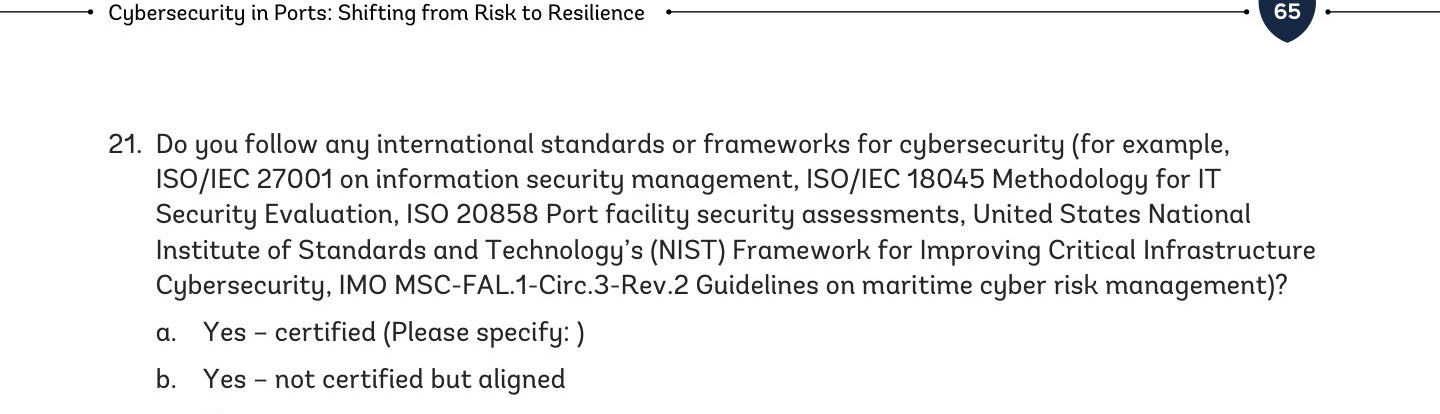 Cybersecurity in Ports: Shifting from Risk to Resilience 65
21. Do you follow any international standards or frameworks for cybersecurity (for example,
ISO/IEC 27001 on information security management, ISO/IEC 18045 Methodology for IT
Security Evaluation, ISO 20858 Port facility security assessments, United States National
Institute of Standards and Technology’s (NIST) Framework for Improving Critical Infrastructure
Cybersecurity, IMO MSC-FAL.1-Circ.3-Rev.2 Guidelines on maritime cyber risk management)?
a. Yes – certified (Please specify: )
b. Yes – not certified but aligned